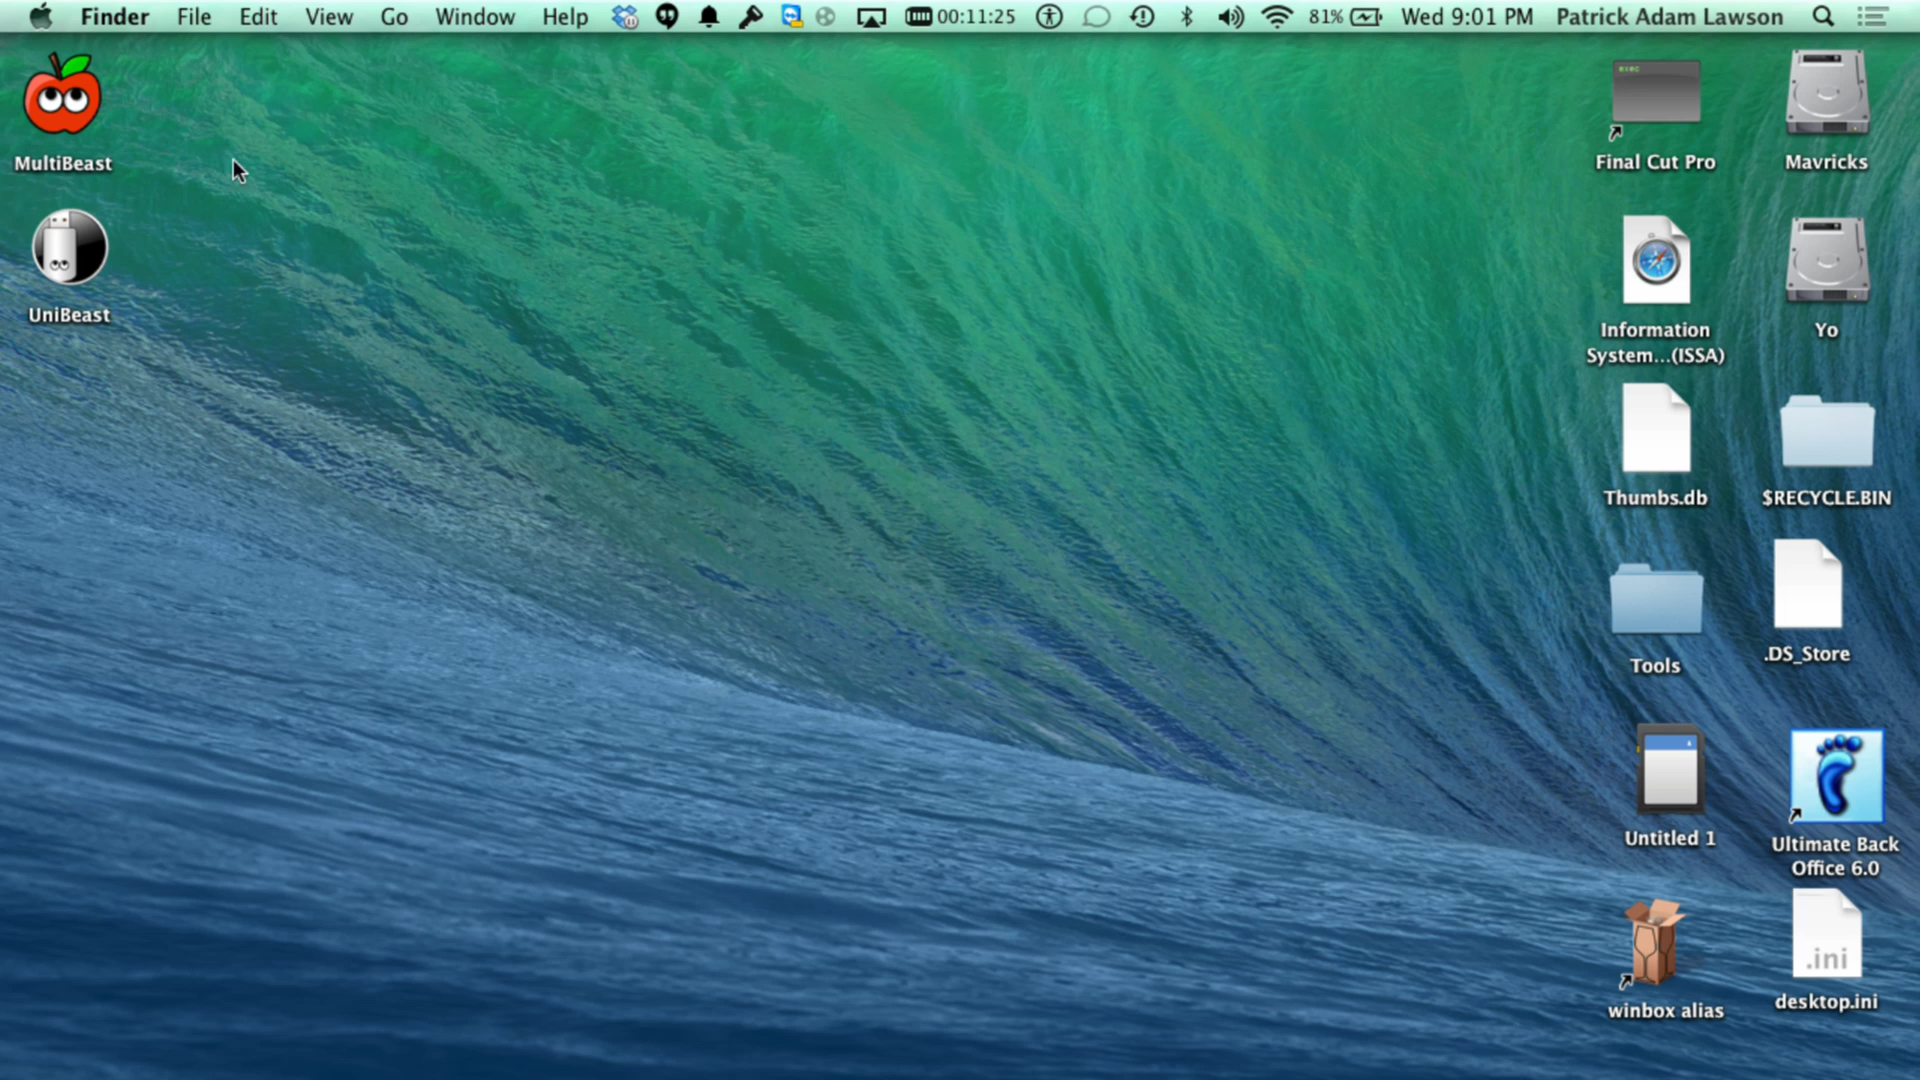 Finder File Edit View Go Window Help 00:11:25 81% Wed 9:01 PM Patrick Adam Lawson
MultiBeast
UniBeast
Final Cut Pro
Mavricks
Information
System...(ISSA)
Yo
Thumbs.db
$RECYCLE.BIN
Tools
.DS_Store
Untitled 1
Ultimate Back
Office 6.0
winbox alias
.ini
desktop.ini